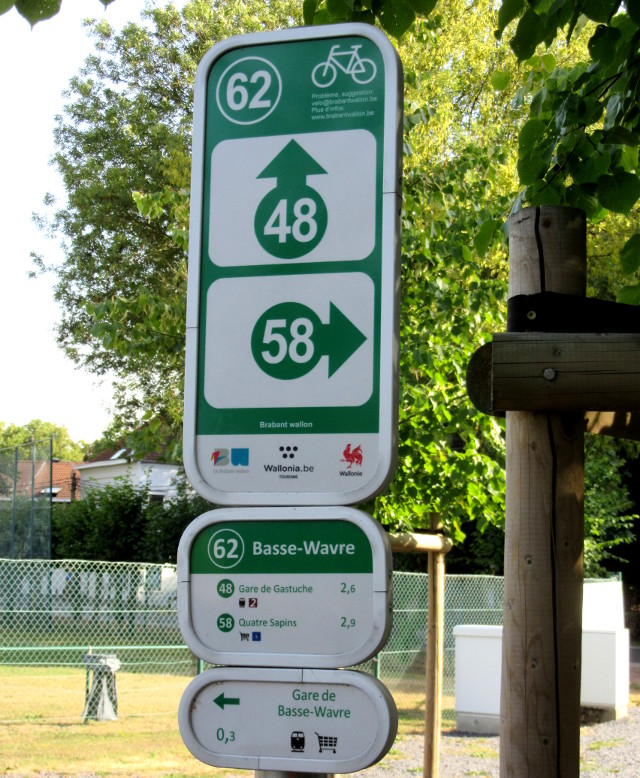 62
Problème, suggestion:
velo@brabantwallon.be
Plus d'infos:
www.brabantwallon.be
48
58
Brabant wallon
Wallonia.be
TOURISME
Wallonie
62 Basse-Wavre
48 Gare de Gastuche 2,6
58 Quatre Sapins 2,9
Gare de
Basse-Wavre
0,3